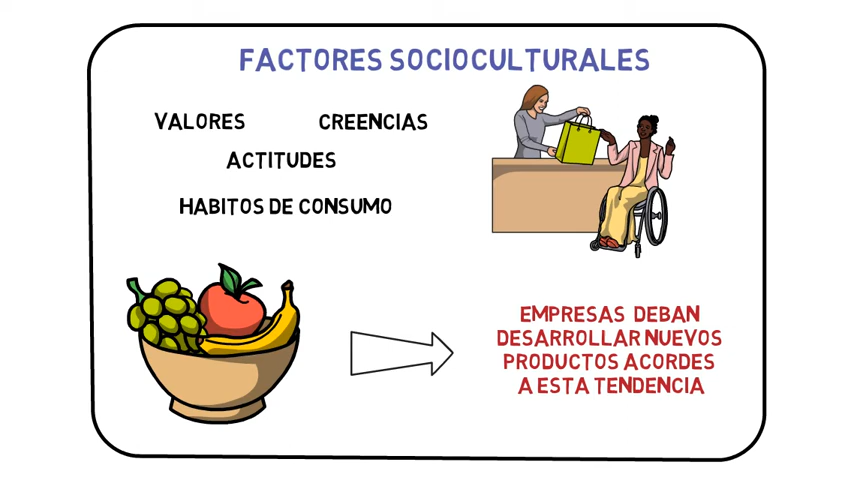 FACTORES SOCIOCULTURALES
VALORES CREENCIAS
ACTITUDES
HABITOS DE CONSUMO
EMPRESAS DEBAN
DESARROLLAR NUEVOS
PRODUCTOS ACORDES
A ESTA TENDENCIA